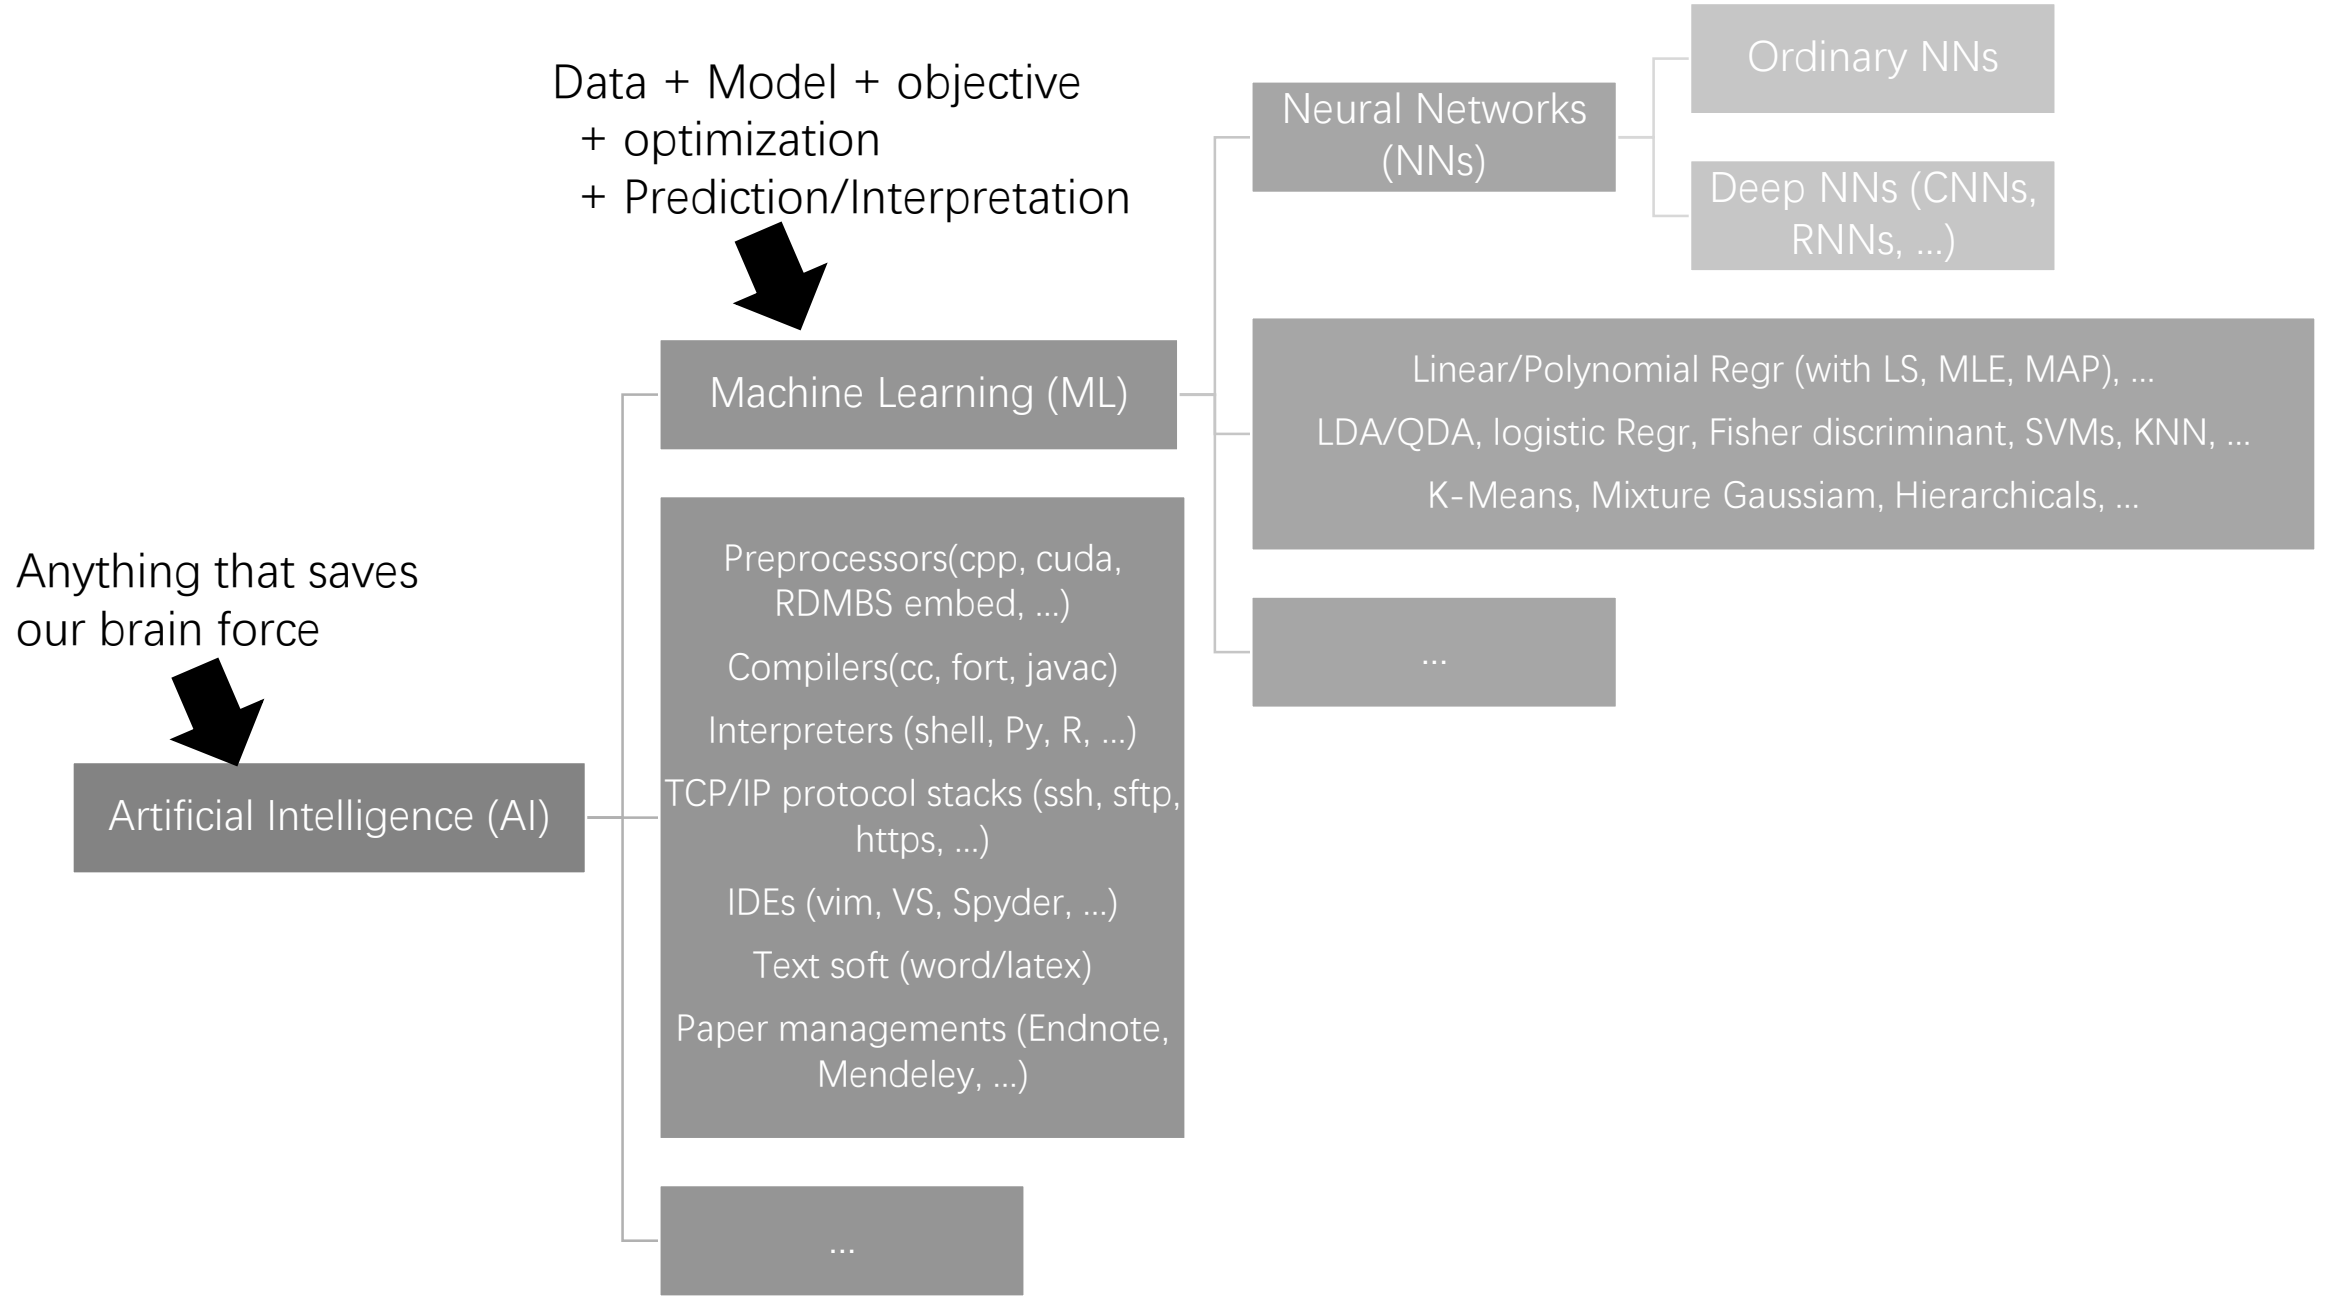 Data + Model + objective
+ optimization
+ Prediction/Interpretation
Anything that saves
our brain force
Artificial Intelligence (AI)
Machine Learning (ML)
Preprocessors(cpp, cuda,
RDMBS embed, ...)
Compilers(cc, fort, javac)
Interpreters (shell, Py, R, ...)
TCP/IP protocol stacks (ssh, sftp,
https, ...)
IDEs (vim, VS, Spyder, ...)
Text soft (word/latex)
Paper managements (Endnote,
Mendeley, ...)
...
Neural Networks
(NNs)
Linear/Polynomial Regr (with LS, MLE, MAP), ...
LDA/QDA, logistic Regr, Fisher discriminant, SVMs, KNN, ...
K-Means, Mixture Gaussiam, Hierarchicals, ...
...
Ordinary NNs
Deep NNs (CNNs,
RNNs, ...)